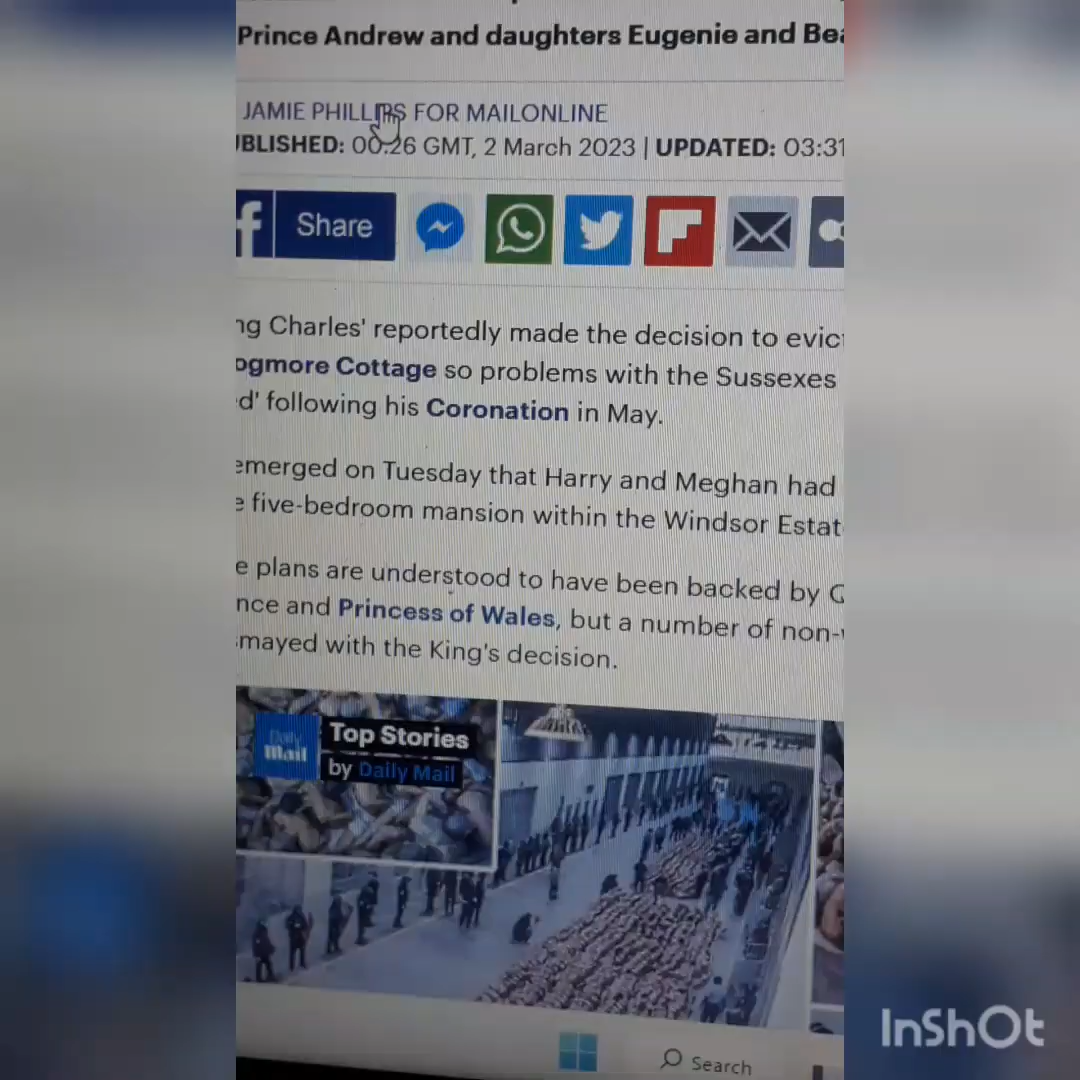 Prince Andrew and daughters Eugenie and
JAMIE PHILLIPS FOR MAILONLINE
PUBLISHED: 00:26 GMT, 2 March 2023 | UPDATED: 03:31
f Share
ng Charles' reportedly made the decision to evic
ogmore Cottage so problems with the Sussexes
d' following his Coronation in May.
emerged on Tuesday that Harry and Meghan had
e five-bedroom mansion within the Windsor Estat
e plans are understood to have been backed by
nce and Princess of Wales, but a number of non-
mayed with the King's decision.
Daily Mail
Top Stories
by Daily Mail
Search
InShOt